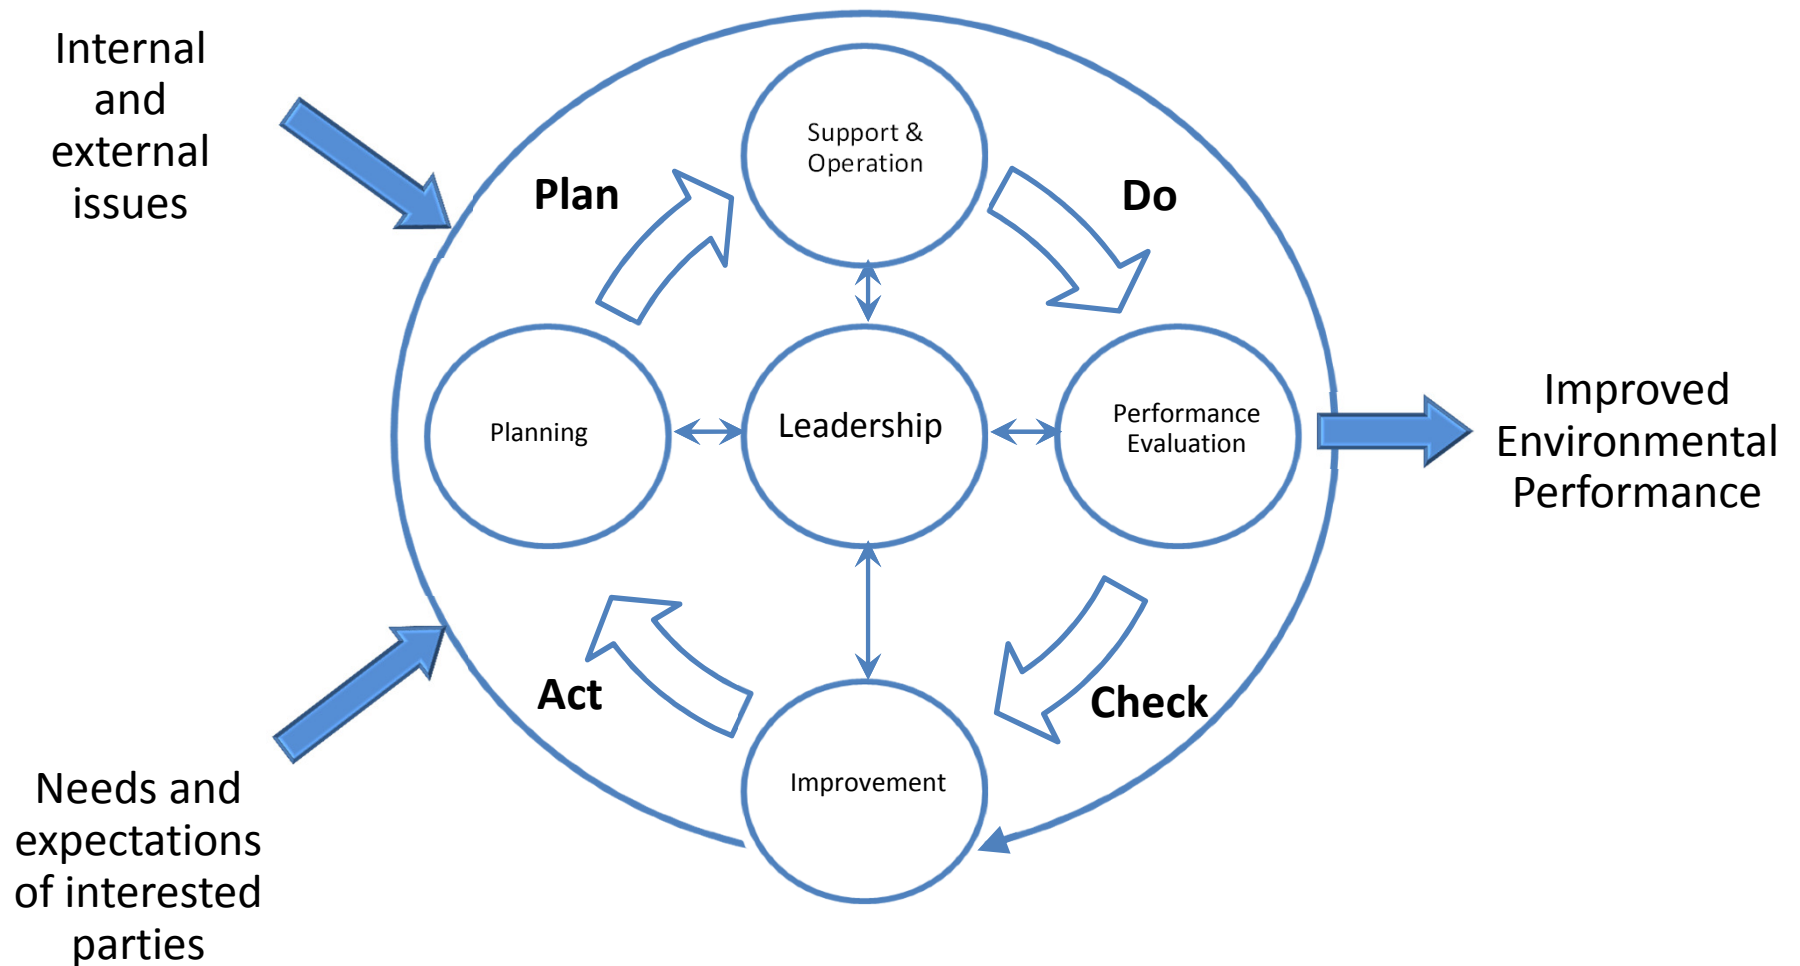 Internal
and
external
issues
Support &
Operation
Plan
Do
Planning
Leadership
Performance
Evaluation
Improved
Environmental
Performance
Act
Check
Improvement
Needs and
expectations
of interested
parties